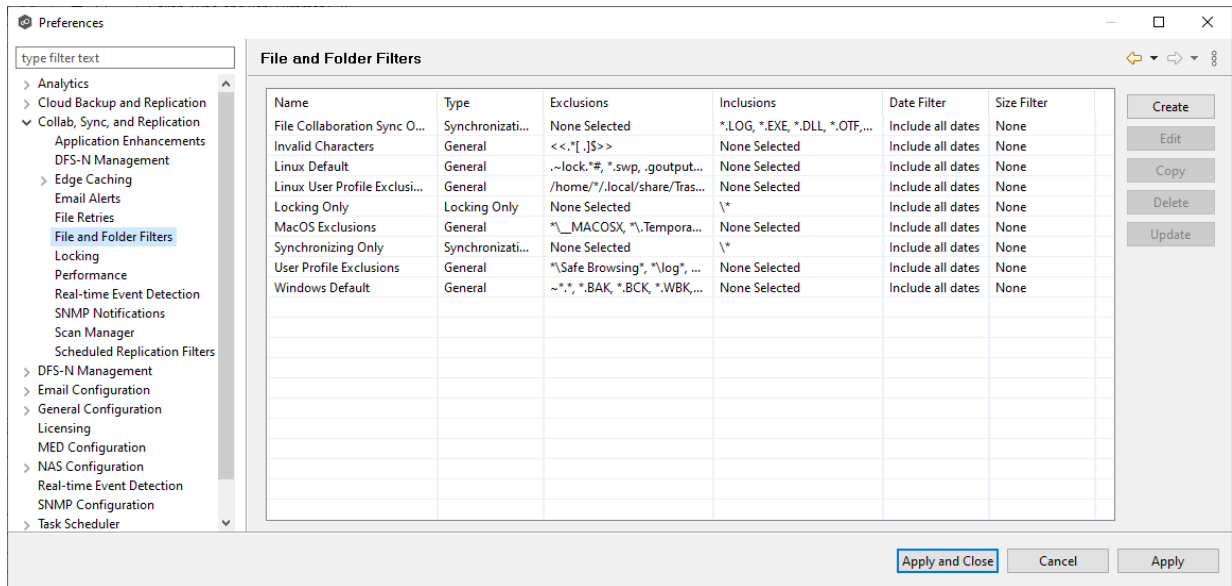 Preferences
type filter text
File and Folder Filters
Analytics
Cloud Backup and Replication
Collab, Sync, and Replication
Application Enhancements
DFS-N Management
Edge Caching
Email Alerts
File Retries
File and Folder Filters
Locking
Performance
Real-time Event Detection
SNMP Notifications
Scan Manager
Scheduled Replication Filters
DFS-N Management
Email Configuration
General Configuration
Licensing
MED Configuration
NAS Configuration
Real-time Event Detection
SNMP Configuration
Task Scheduler
Name Type Exclusions Inclusions Date Filter Size Filter
File Collaboration Sync O... Synchronizati... None Selected *.LOG, *.EXE, *.DLL, *.OTF,... Include all dates None
Invalid Characters General <<.*[ .]$>> None Selected Include all dates None
Linux Default General .~lock.*#, *.swp, .goutput... None Selected Include all dates None
Linux User Profile Exclusi... General /home/*/.local/share/Tras... None Selected Include all dates None
Locking Only Locking Only None Selected \* Include all dates None
MacOS Exclusions General *\__MACOSX, *\.Tempora... None Selected Include all dates None
Synchronizing Only Synchronizati... None Selected \* Include all dates None
User Profile Exclusions General *\Safe Browsing*, *\log*, ... None Selected Include all dates None
Windows Default General ~*.*, *.BAK, *.BCK, *.WBK,... None Selected Include all dates None
Create
Edit
Copy
Delete
Update
Apply and Close Cancel Apply